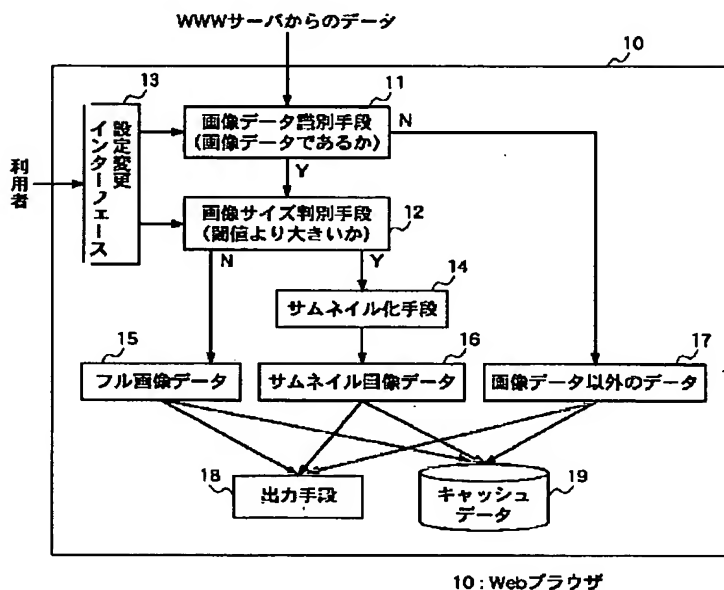 WWWサーバからのデータ
10
13
11
設定変更
インターフェース
画像データ識別手段
(画像データであるか)
N
利用者
Y
画像サイズ判別手段
(閾値より大きいか)
12
N
Y
14
サムネイル化手段
15
16
17
フル画像データ
サムネイル画像データ
画像データ以外のデータ
18
出力手段
キャッシュ
データ
19
10:Webブラウザ